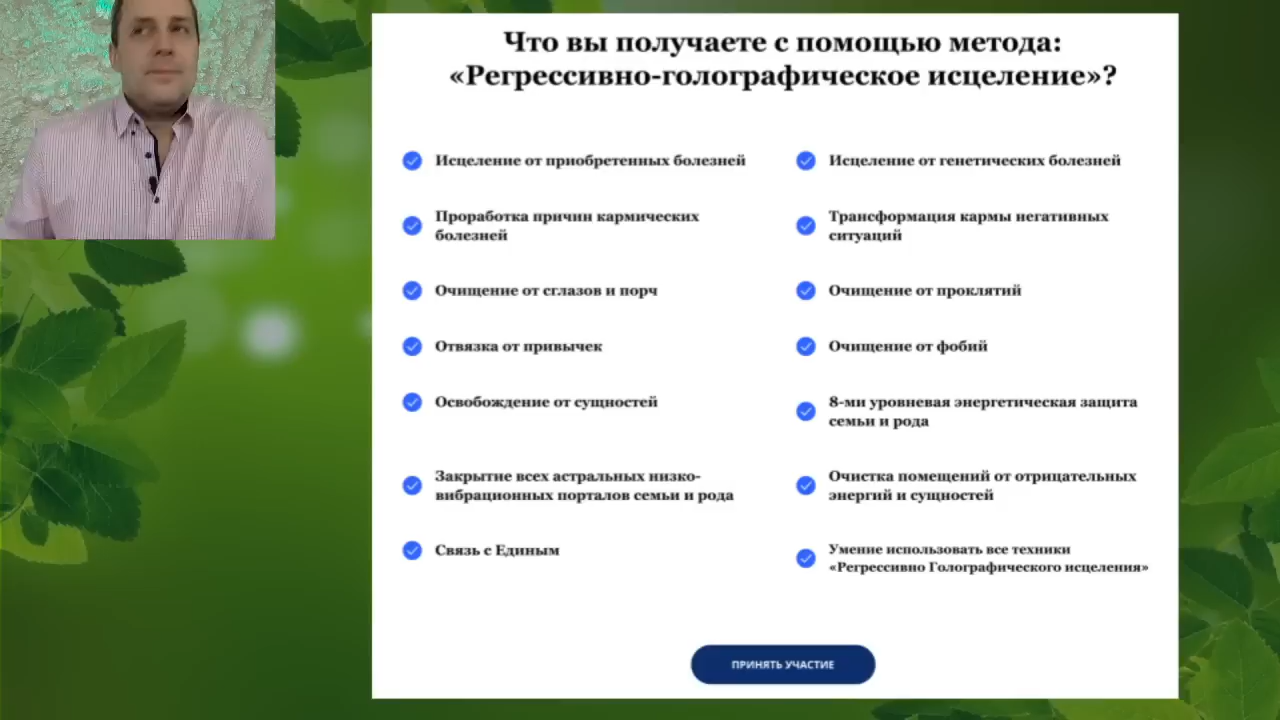 Что вы получаете с помощью метода:
«Регрессивно-голографическое исцеление»?
Исцеление от приобретенных болезней
Исцеление от генетических болезней
Проработка причин кармических
болезней
Трансформация кармы негативных
ситуаций
Очищение от сглазов и порч
Очищение от проклятий
Отвязка от привычек
Очищение от фобий
Освобождение от сущностей
8-ми уровневая энергетическая защита
семьи и рода
Закрытие всех астральных низко-
вибрационных порталов семьи и рода
Очистка помещений от отрицательных
энергий и сущностей
Связь с Единым
Умение использовать все техники
«Регрессивно Голографического исцеления»
ПРИНЯТЬ УЧАСТИЕ